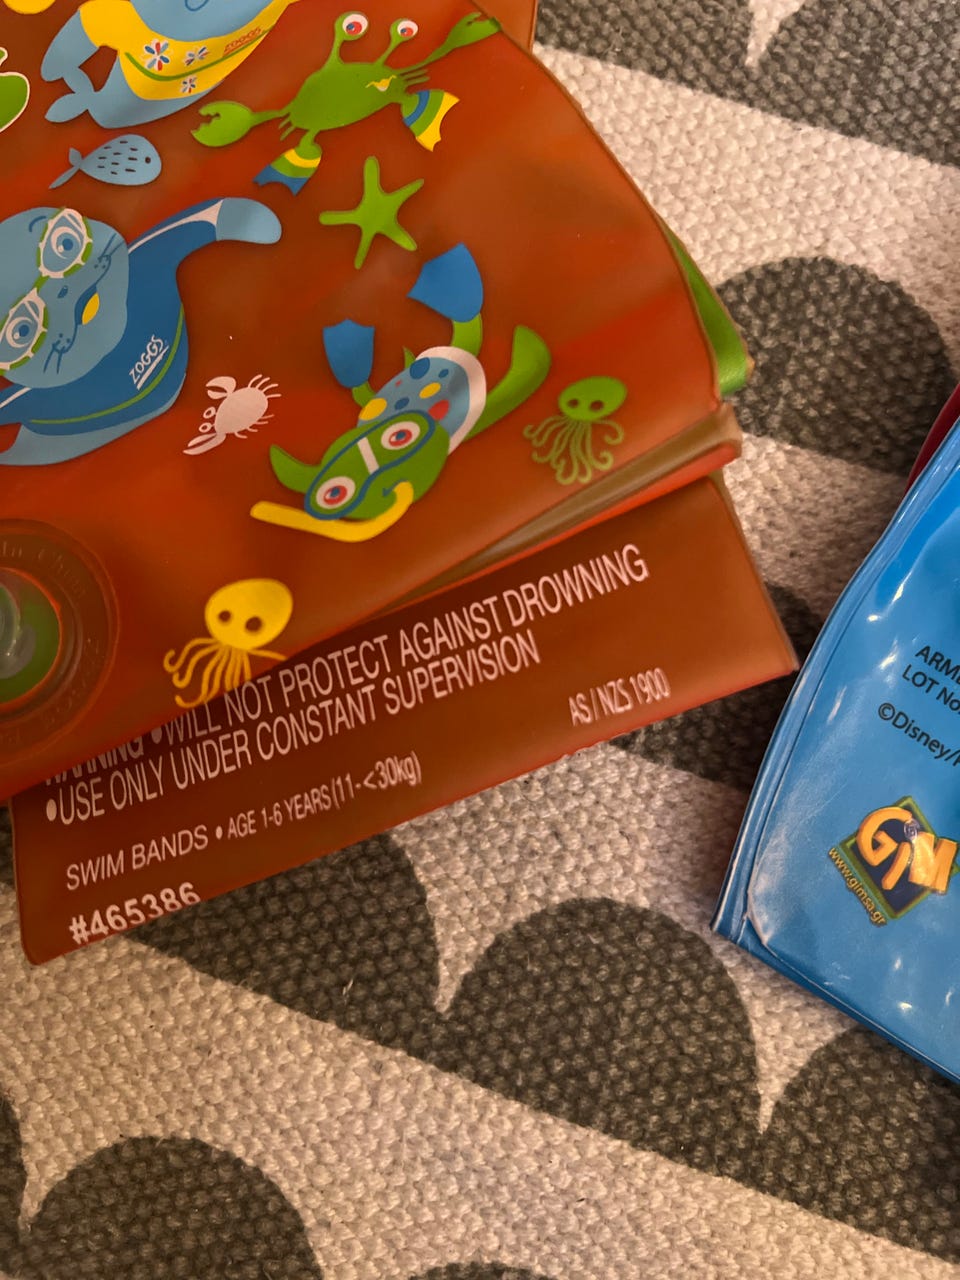 ZOGGS
ZOGGS
WARNING • WILL NOT PROTECT AGAINST DROWNING
• USE ONLY UNDER CONSTANT SUPERVISION
AS / NZS 1900
SWIM BANDS • AGE 1-6 YEARS (11-<30kg)
#465386
LOT No
©Disney/
GiM
www.gimsa.gr